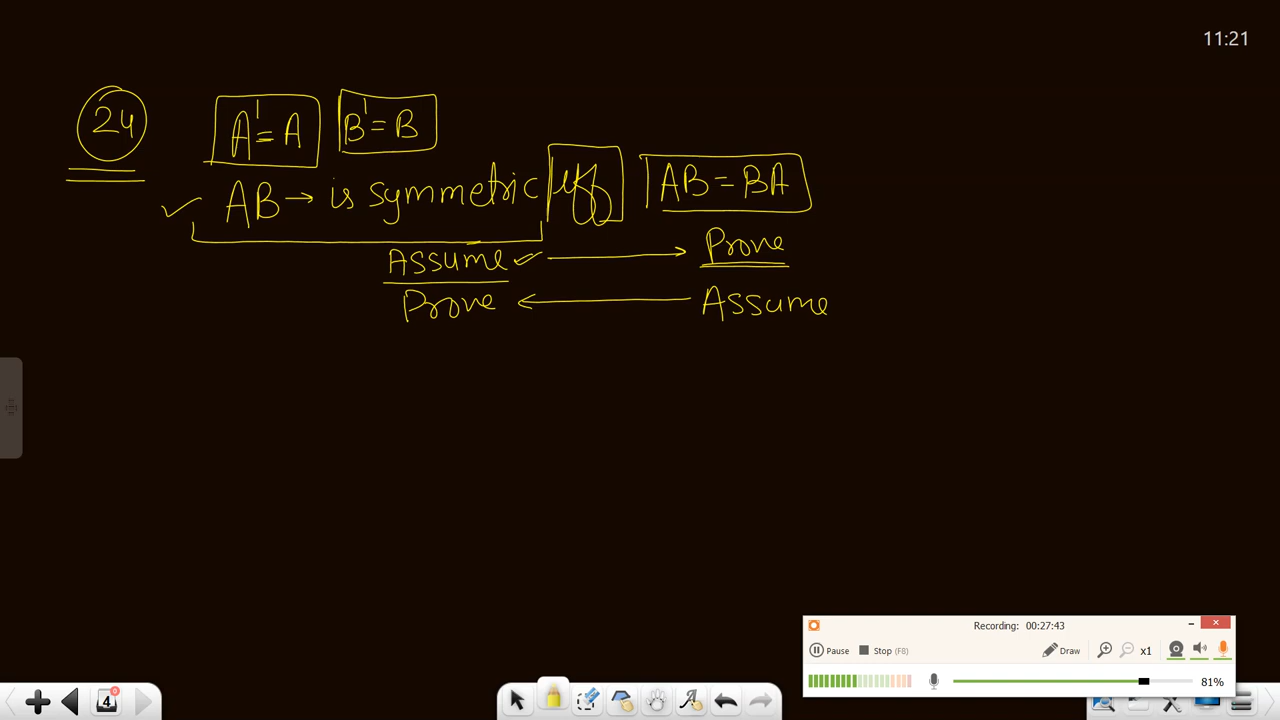 11:21
24 A'=A B'=B
AB→ is symmetric iff AB=BA
Assume Prove
Prove Assume
Recording: 00:27:43
Pause Stop (F8) Draw x1
81%
4 0